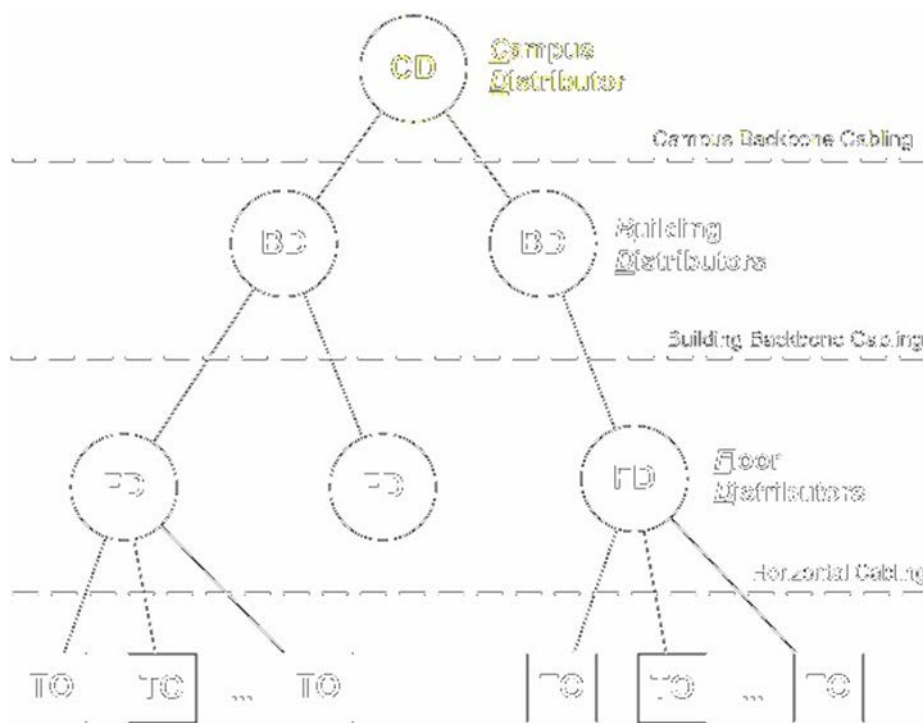 CD
Campus
Distributor
Campus Backbone Cabling
BD
BD
Building
Distributors
Building Backbone Cabling
FD
FD
FD
Floor
Distributors
Horizontal Cabling
TO
TO
...
TO
TO
TO
...
TO